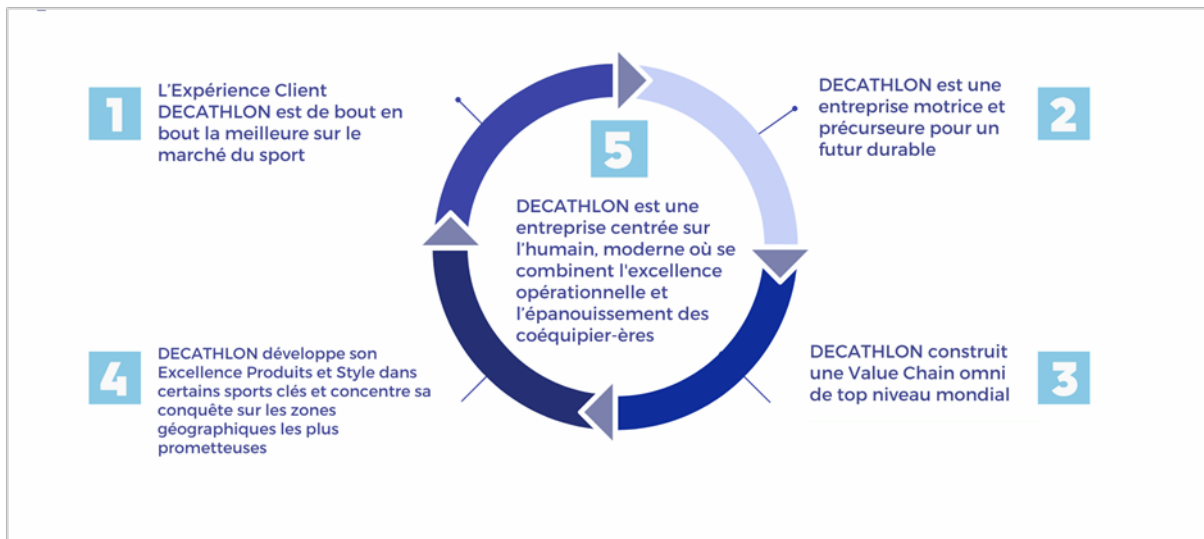 1
L'Expérience Client
DECATHLON est de bout en
bout la meilleure sur le
marché du sport
2
DECATHLON est une
entreprise motrice et
précurseure pour un
futur durable
5
DECATHLON est une
entreprise centrée sur
l'humain, moderne où se
combinent l'excellence
opérationnelle et
l'épanouissement des
coéquipier-ères
3
DECATHLON construit
une Value Chain omni
de top niveau mondial
4
DECATHLON développe son
Excellence Produits et Style dans
certains sports clés et concentre sa
conquête sur les zones
géographiques les plus
prometteuses